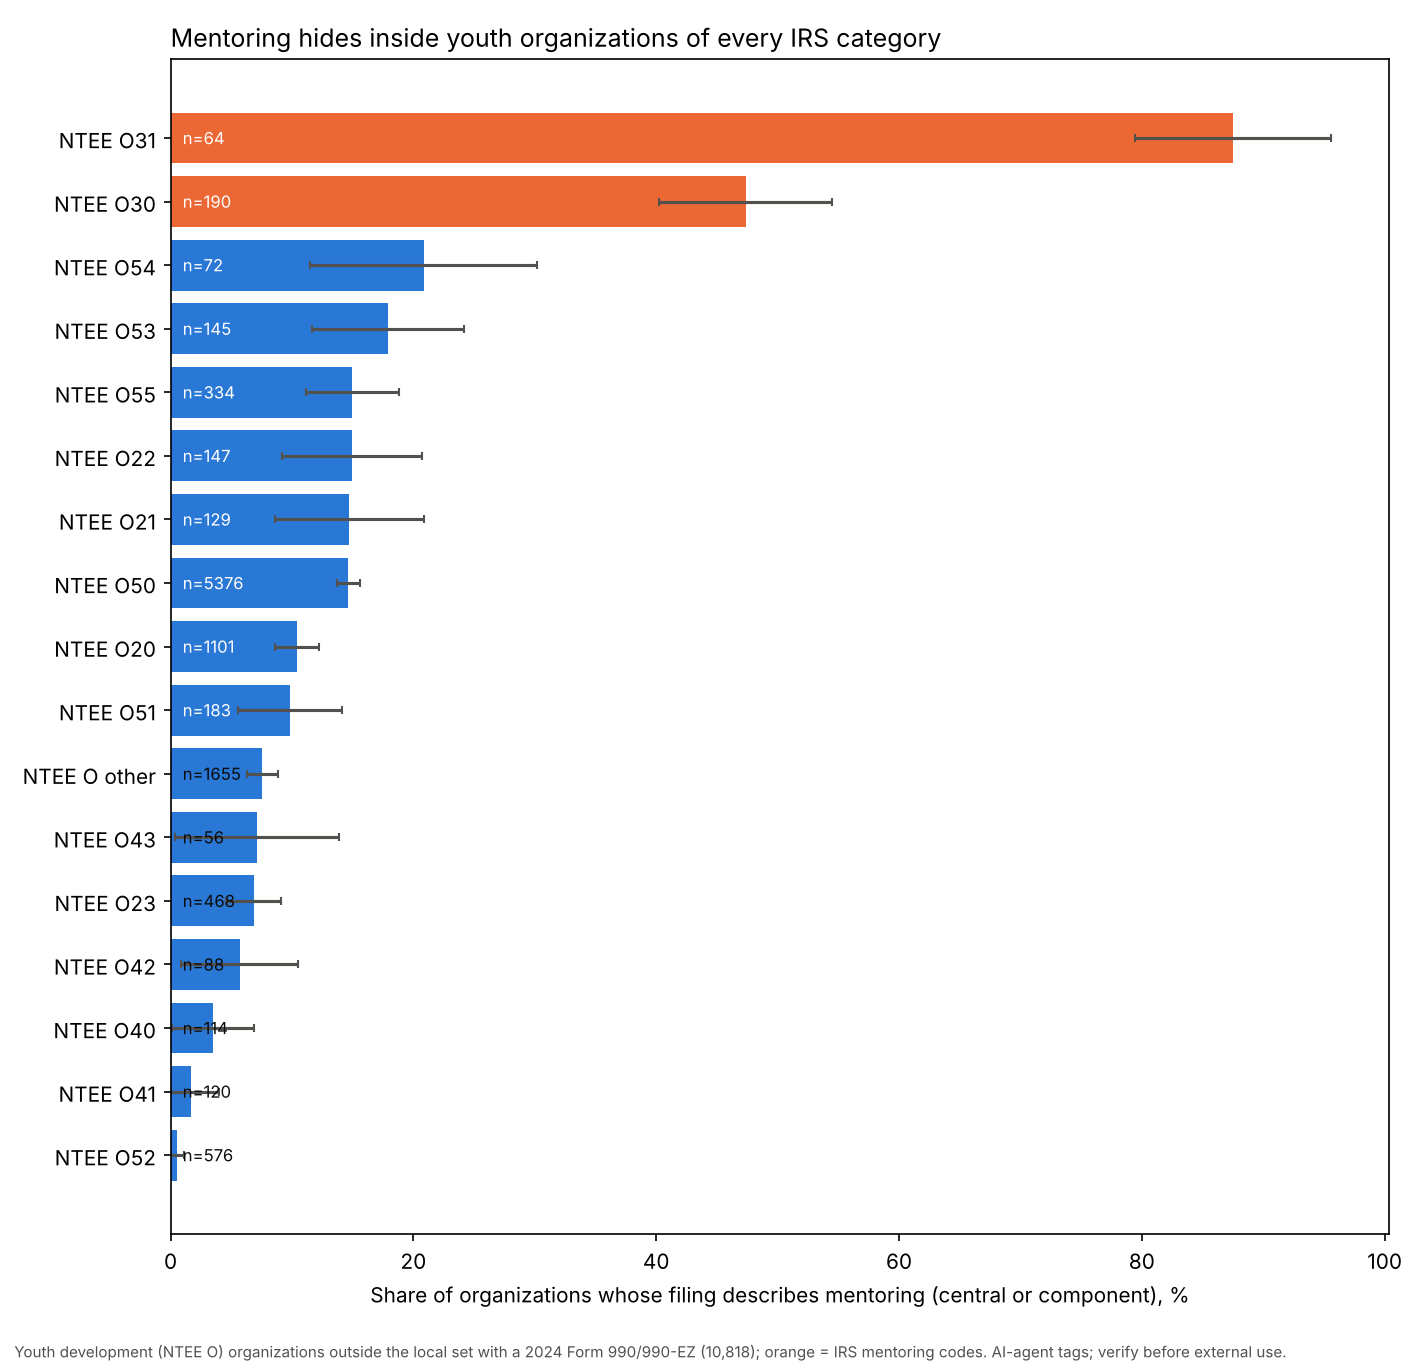 Mentoring hides inside youth organizations of every IRS category
NTEE O31 n=64
NTEE O30 n=190
NTEE O54 n=72
NTEE O53 n=145
NTEE O55 n=334
NTEE O22 n=147
NTEE O21 n=129
NTEE O50 n=5376
NTEE O20 n=1101
NTEE O51 n=183
NTEE O other n=1655
NTEE O43 n=56
NTEE O23 n=468
NTEE O42 n=88
NTEE O40 n=114
NTEE O41 n=120
NTEE O52 n=576
0 20 40 60 80 100
Share of organizations whose filing describes mentoring (central or component), %
Youth development (NTEE O) organizations outside the local set with a 2024 Form 990/990-EZ (10,818); orange = IRS mentoring codes. AI-agent tags; verify before external use.